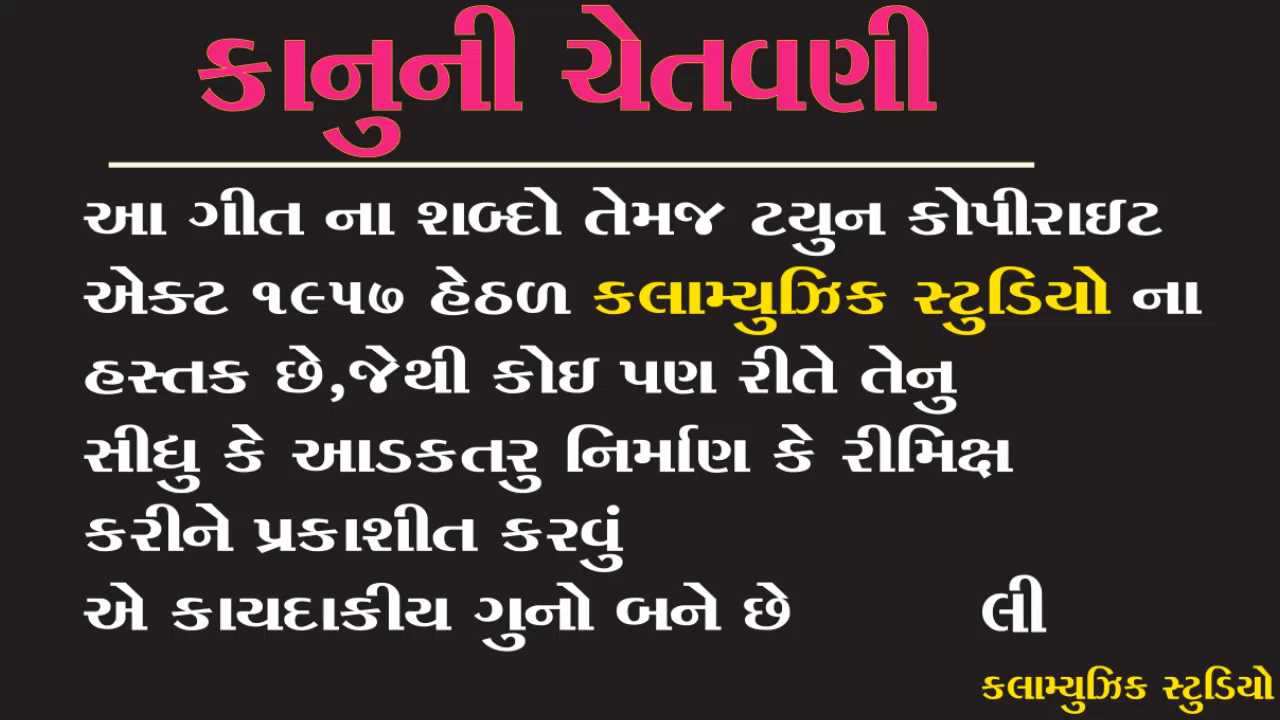 કાનુની ચેતવણી
આ ગીત ના શબ્દો તેમજ ટયુન કોપીરાઇટ
એક્ટ ૧૯૫૭ હેઠળ કલામ્યુઝિક સ્ટુડિયો ના
હસ્તક છે,જેથી કોઇ પણ રીતે તેનુ
સીધુ કે આડકતરુ નિર્માણ કે રીમિક્ષ
કરીને પ્રકાશીત કરવું
એ કાયદાકીય ગુનો બને છે
લી
કલામ્યુઝિક સ્ટુડિયો